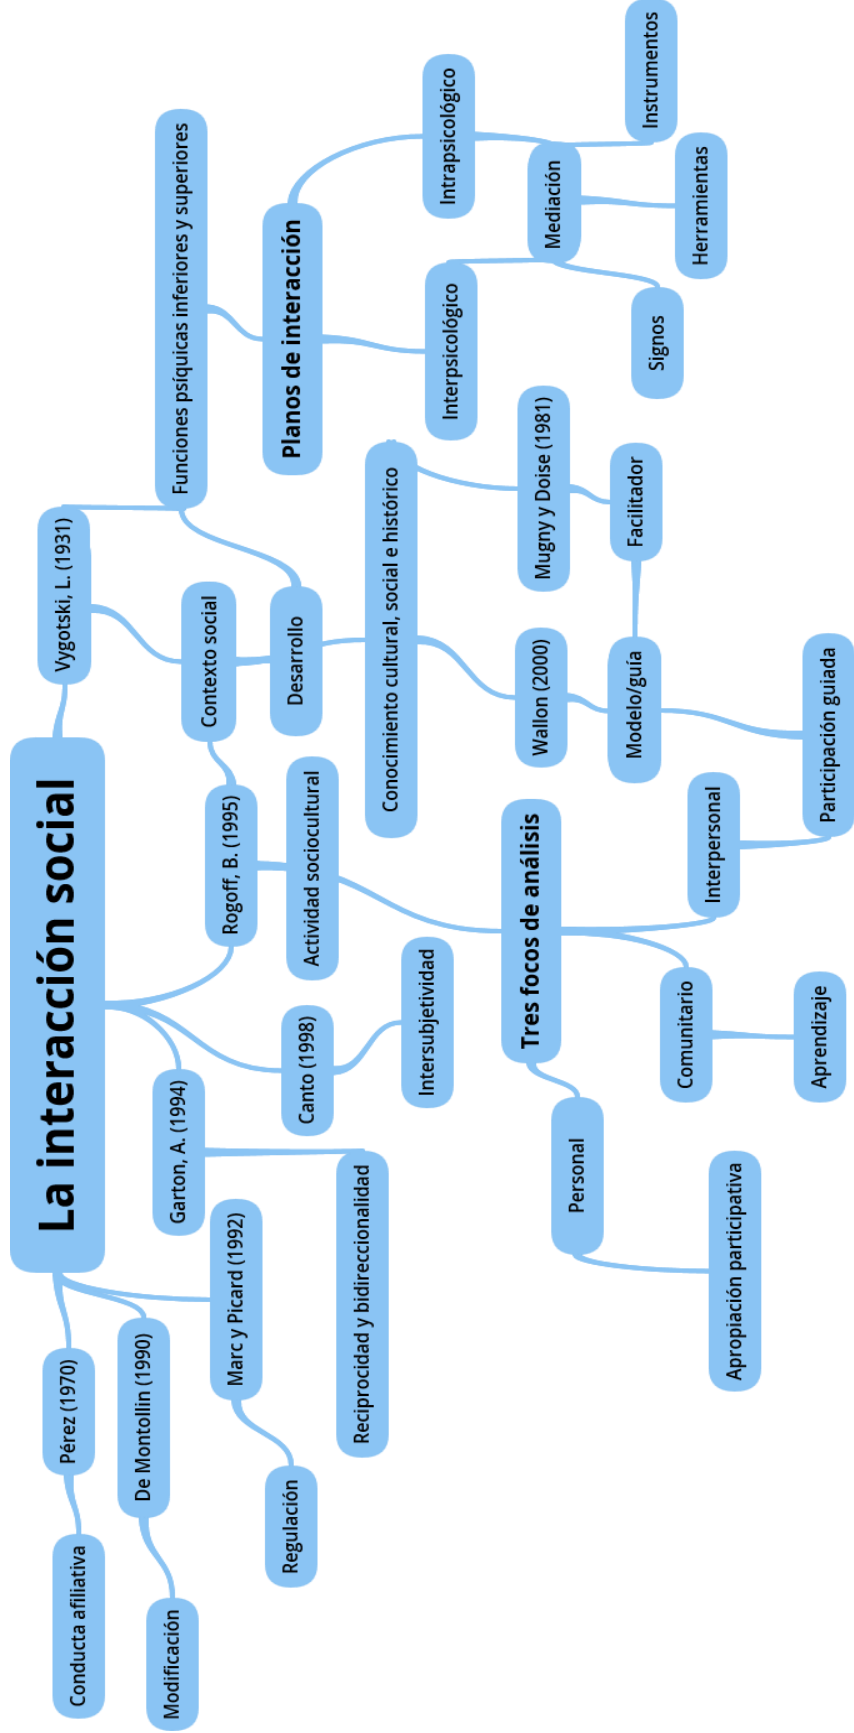 La interacción social
Pérez (1970)
Conducta afiliativa
De Montollin (1990)
Modificación
Marc y Picard (1992)
Regulación
Garton, A. (1994)
Reciprocidad y bidireccionalidad
Canto (1998)
Intersubjetividad
Rogoff, B. (1995)
Actividad sociocultural
Tres focos de análisis
Personal
Apropiación participativa
Comunitario
Aprendizaje
Interpersonal
Participación guiada
Vygotski, L. (1931)
Contexto social
Desarrollo
Conocimiento cultural, social e histórico
Wallon (2000)
Modelo/guía
Mugny y Doise (1981)
Facilitador
Funciones psíquicas inferiores y superiores
Planos de interacción
Interpsicológico
Intrapsicológico
Mediación
Signos
Herramientas
Instrumentos